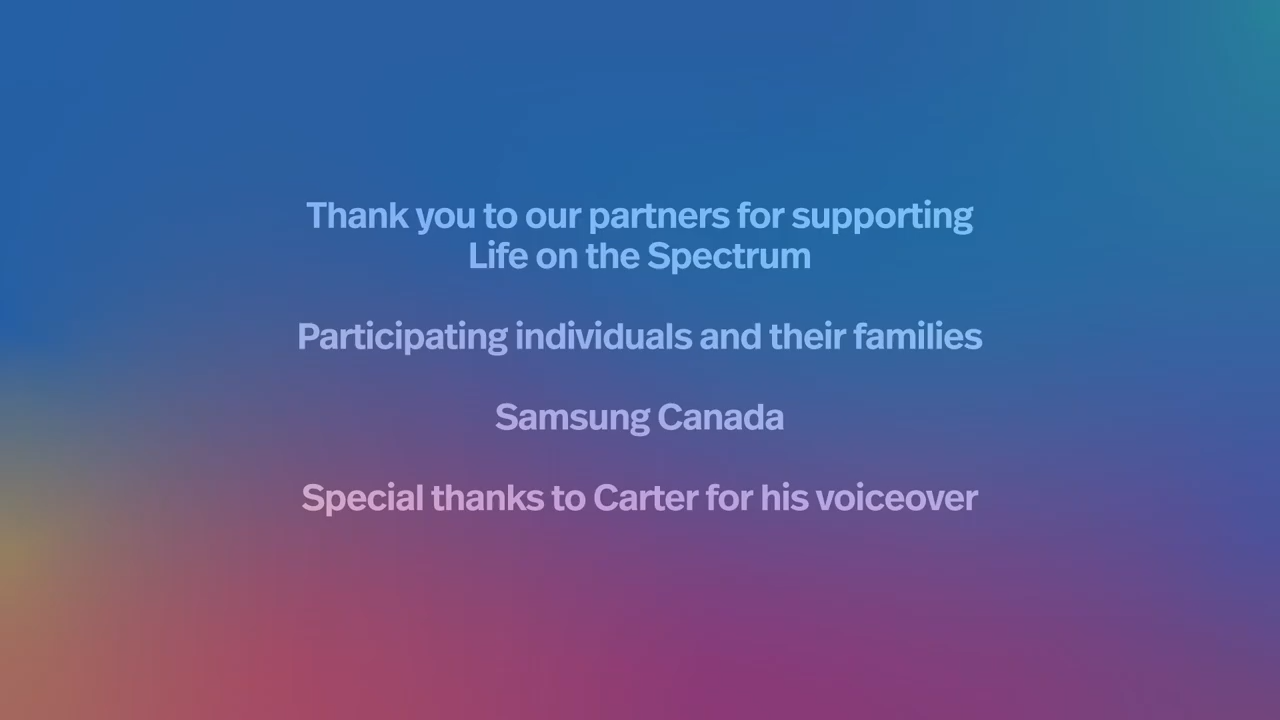 Thank you to our partners for supporting
Life on the Spectrum
Participating individuals and their families
Samsung Canada
Special thanks to Carter for his voiceover